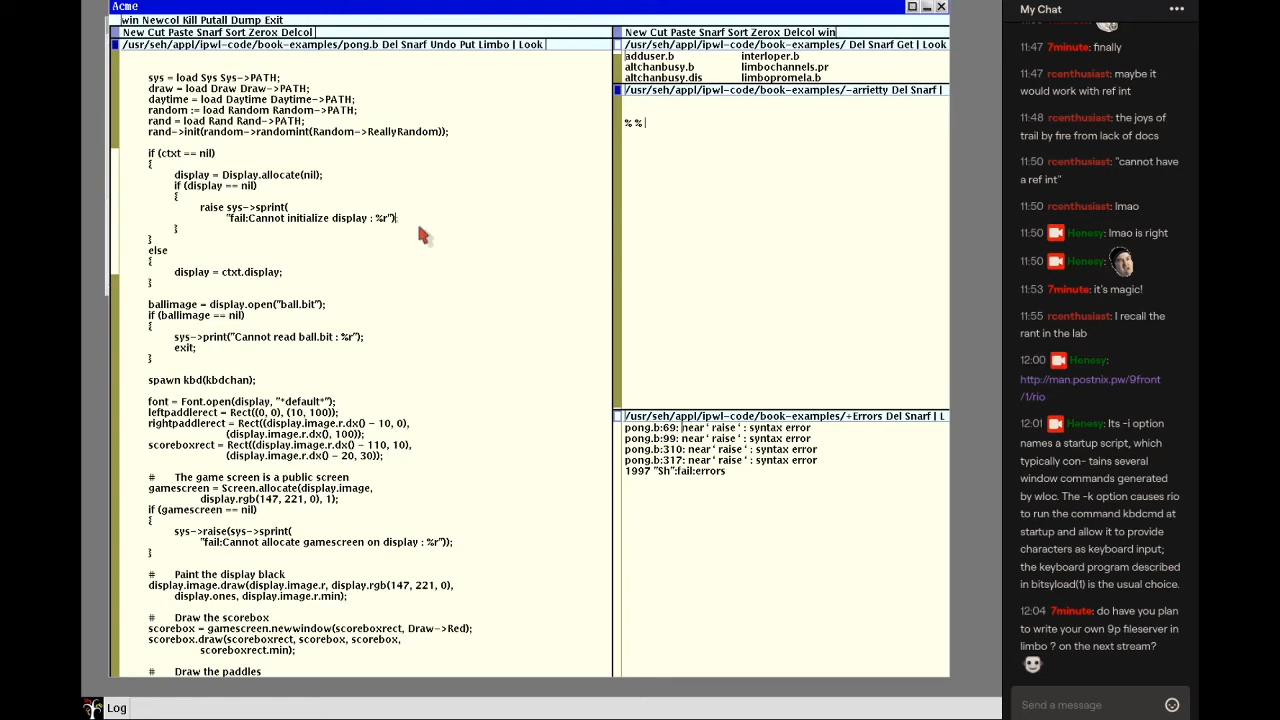 Acme
win Newcol Kill Putall Dump Exit
New Cut Paste Snarf Sort Zerox Delcol
/usr/seh/appl/ipwl-code/book-examples/pong.b Del Snarf Undo Put Limbo | Look
sys = load Sys Sys->PATH;
draw = load Draw Draw->PATH;
daytime = load Daytime Daytime->PATH;
random := load Random Random->PATH;
rand = load Rand Rand->PATH;
rand->init(random->randomint(Random->ReallyRandom));
if (ctxt == nil)
{
display = Display.allocate(nil);
if (display == nil)
{
raise sys->sprint(
"fail:Cannot initialize display : %r")
}
}
else
{
display = ctxt.display;
}
ballimage = display.open("ball.bit");
if (ballimage == nil)
{
sys->print("Cannot read ball.bit : %r");
exit;
}
spawn kbd(kbdchan);
font = Font.open(display, "*default*");
leftpaddlerect = Rect((0, 0), (10, 100));
rightpaddlerect = Rect((display.image.r.dx() - 10, 0),
(display.image.r.dx(), 100));
scoreboxrect = Rect((display.image.r.dx() - 110, 10),
(display.image.r.dx() - 20, 30));
# The game screen is a public screen
gamescreen = Screen.allocate(display.image,
display.rgb(147, 221, 0), 1);
if (gamescreen == nil)
{
sys->raise(sys->sprint(
"fail:Cannot allocate gamescreen on display : %r"));
}
# Paint the display black
display.image.draw(display.image.r, display.rgb(147, 221, 0),
display.ones, display.image.r.min);
# Draw the scorebox
scorebox = gamescreen.newwindow(scoreboxrect, Draw->Red);
scorebox.draw(scoreboxrect, scorebox, scorebox,
scoreboxrect.min);
# Draw the paddles
New Cut Paste Snarf Sort Zerox Delcol win
/usr/seh/appl/ipwl-code/book-examples/ Del Snarf Get | Look
adduser.b interloper.b
altchanbusy.b limbochannels.pr
altchanbusy.dis limbopromela.b
/usr/seh/appl/ipwl-code/book-examples/-arrietty Del Snarf |
% %
/usr/seh/appl/ipwl-code/book-examples/+Errors Del Snarf | L
pong.b:69: near ` raise ` : syntax error
pong.b:99: near ` raise ` : syntax error
pong.b:310: near ` raise ` : syntax error
pong.b:317: near ` raise ` : syntax error
1997 "Sh":fail:errors
Log
My Chat
11:47 7minute: finally
11:47 rcenthusiast: maybe it
would work with ref int
11:48 rcenthusiast: the joys of
trail by fire from lack of docs
11:50 rcenthusiast: "cannot have
a ref int"
11:50 rcenthusiast: lmao
11:50 Henesy: lmao is right
11:50 Henesy:
11:53 7minute: it's magic!
11:55 rcenthusiast: I recall the
rant in the lab
12:00 Henesy:
http://man.postnix.pw/9front
/1/rio
12:01 Henesy: Its -i option
names a startup script, which
typically con- tains several
window commands generated
by wloc. The -k option causes rio
to run the command kbdcmd at
startup and allow it to provide
characters as keyboard input;
the keyboard program described
in bitsyload(1) is the usual choice.
12:04 7minute: do have you plan
to write your own 9p fileserver in
limbo ? on the next stream?
Send a message